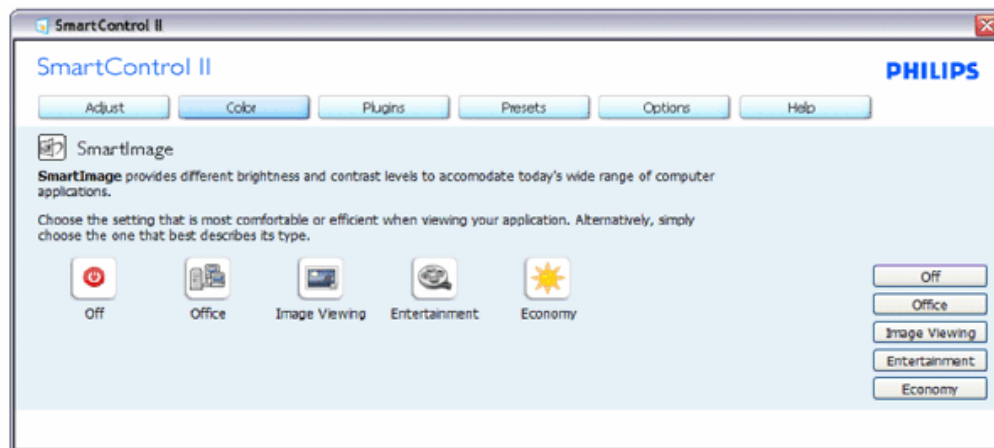 SmartControl II
SmartControl II
PHILIPS
Adjust
Color
Plugins
Presets
Options
Help
SmartImage
SmartImage provides different brightness and contrast levels to accomodate today's wide range of computer
applications.
Choose the setting that is most comfortable or efficient when viewing your application. Alternatively, simply
choose the one that best describes its type.
Off
Office
Image Viewing
Entertainment
Economy
Off
Office
Image Viewing
Entertainment
Economy